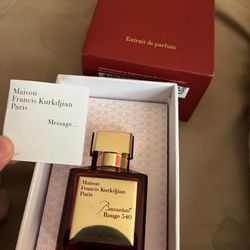 Extrait de parfum
Maison
Francis Kurkdjian
Paris
Message...
Maison
Francis Kurkdjian
Paris
Baccarat
Rouge 540